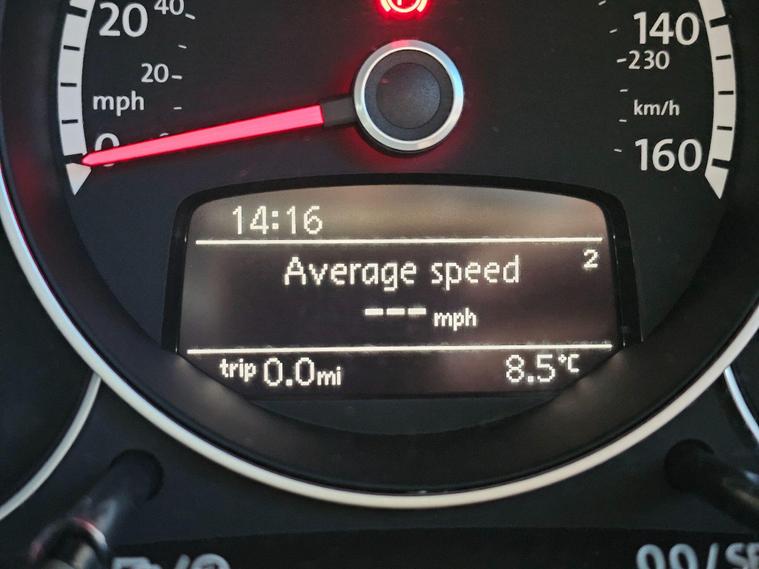 20
40
140
20
230
mph
km/h
0
160
14:16
Average speed
2
--- mph
trip 0.0mi
8.5°C